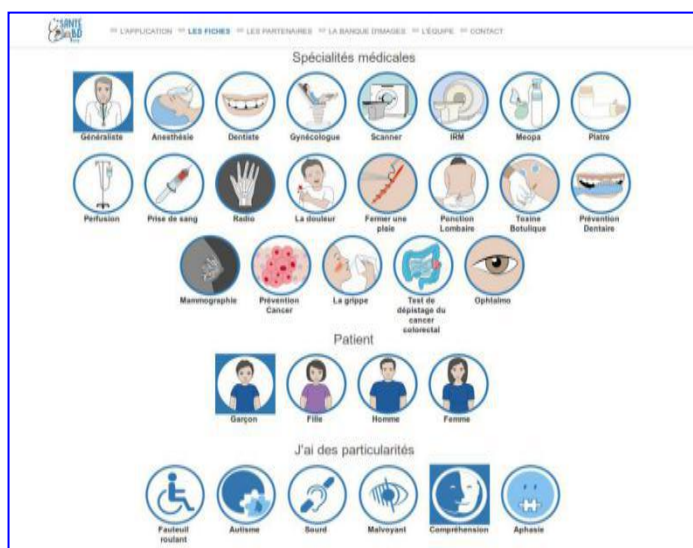 SANTÉ
BD
L'APPLICATION LES FICHES LES PARTENAIRES LA BANQUE D'IMAGES L'ÉQUIPE CONTACT
Spécialités médicales
Généraliste Anesthésie Dentiste Gynécologue Scanner IRM Meopa Platre
Perfusion Prise de sang Radio La douleur Fermer une plaie Ponction Lombaire Toxine Botulique Prévention Dentaire
Mammographie Prévention Cancer La grippe Test de dépistage du cancer colorectal Ophtalmo
Patient
Garçon Fille Homme Femme
J'ai des particularités
Fauteuil roulant Autisme Sourd Malvoyant Compréhension Aphasie